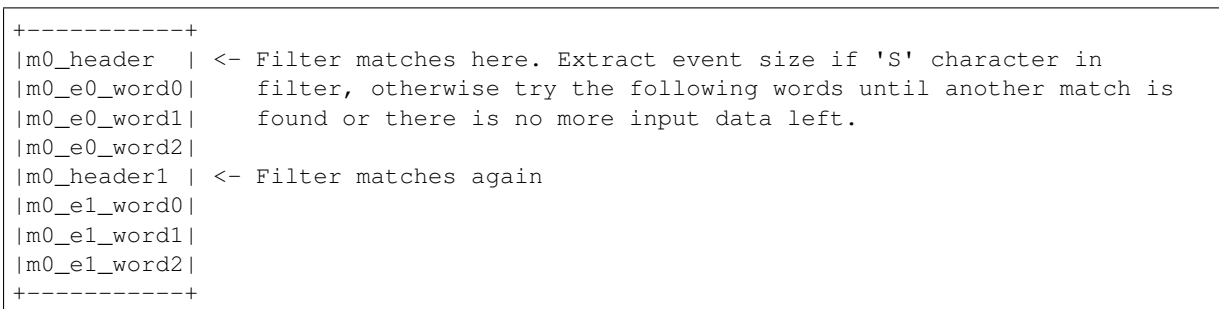 +-----------+
|m0_header  | <- Filter matches here. Extract event size if 'S' character in
|m0_e0_word0|    filter, otherwise try the following words until another match is
|m0_e0_word1|    found or there is no more input data left.
|m0_e0_word2|
|m0_header1 | <- Filter matches again
|m0_e1_word0|
|m0_e1_word1|
|m0_e1_word2|
+-----------+